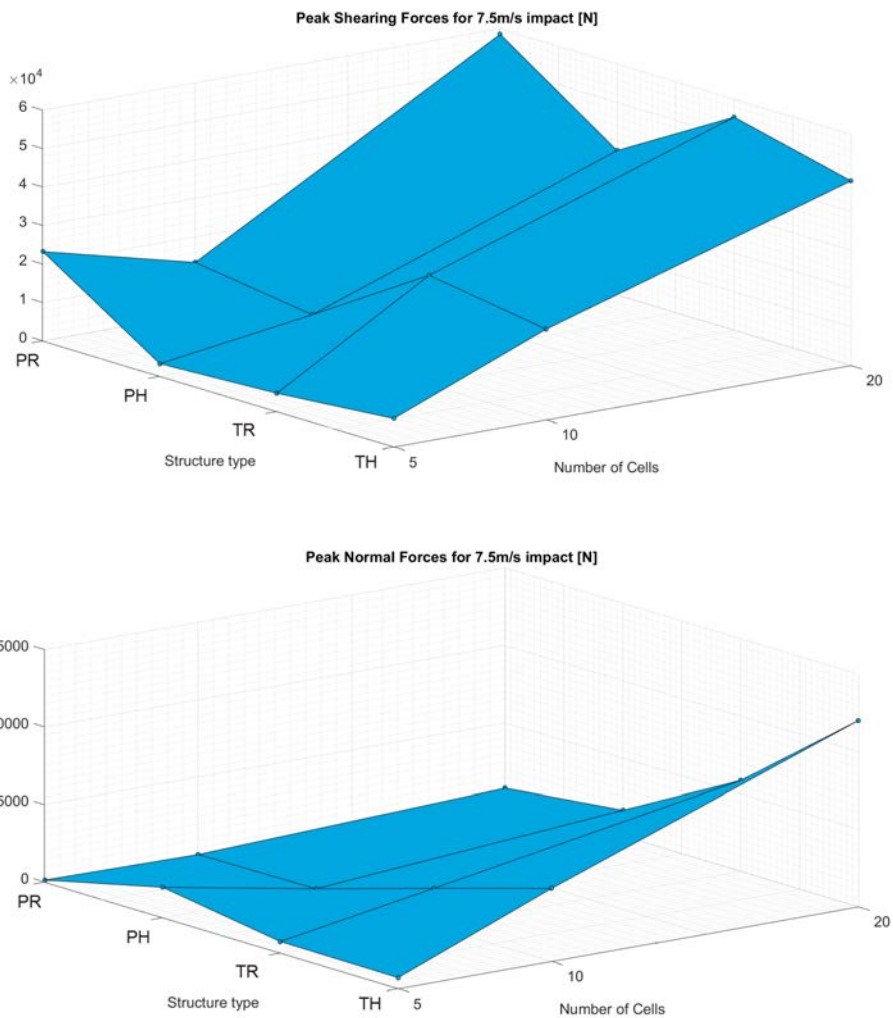 Peak Shearing Forces for 7.5m/s impact [N]
×10⁴
6
5
4
3
2
1
0
PR
PH
TR
TH
Structure type
5
10
20
Number of Cells
Peak Normal Forces for 7.5m/s impact [N]
5000
0000
5000
0
PR
PH
TR
TH
Structure type
5
10
20
Number of Cells